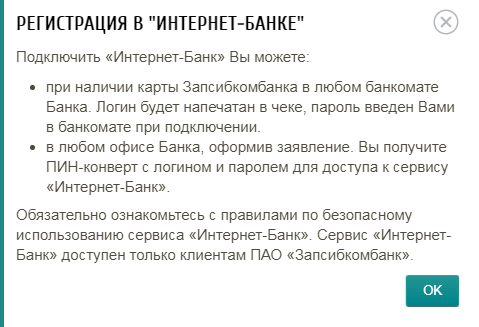 РЕГИСТРАЦИЯ В "ИНТЕРНЕТ-БАНКЕ"
Подключить «Интернет-Банк» Вы можете:
при наличии карты Запсибкомбанка в любом банкомате
Банка. Логин будет напечатан в чеке, пароль введен Вами
в банкомате при подключении.
в любом офисе Банка, оформив заявление. Вы получите
ПИН-конверт с логином и паролем для доступа к сервису
«Интернет-Банк».
Обязательно ознакомьтесь с правилами по безопасному
использованию сервиса «Интернет-Банк». Сервис «Интернет-
Банк» доступен только клиентам ПАО «Запсибкомбанк».
ОК